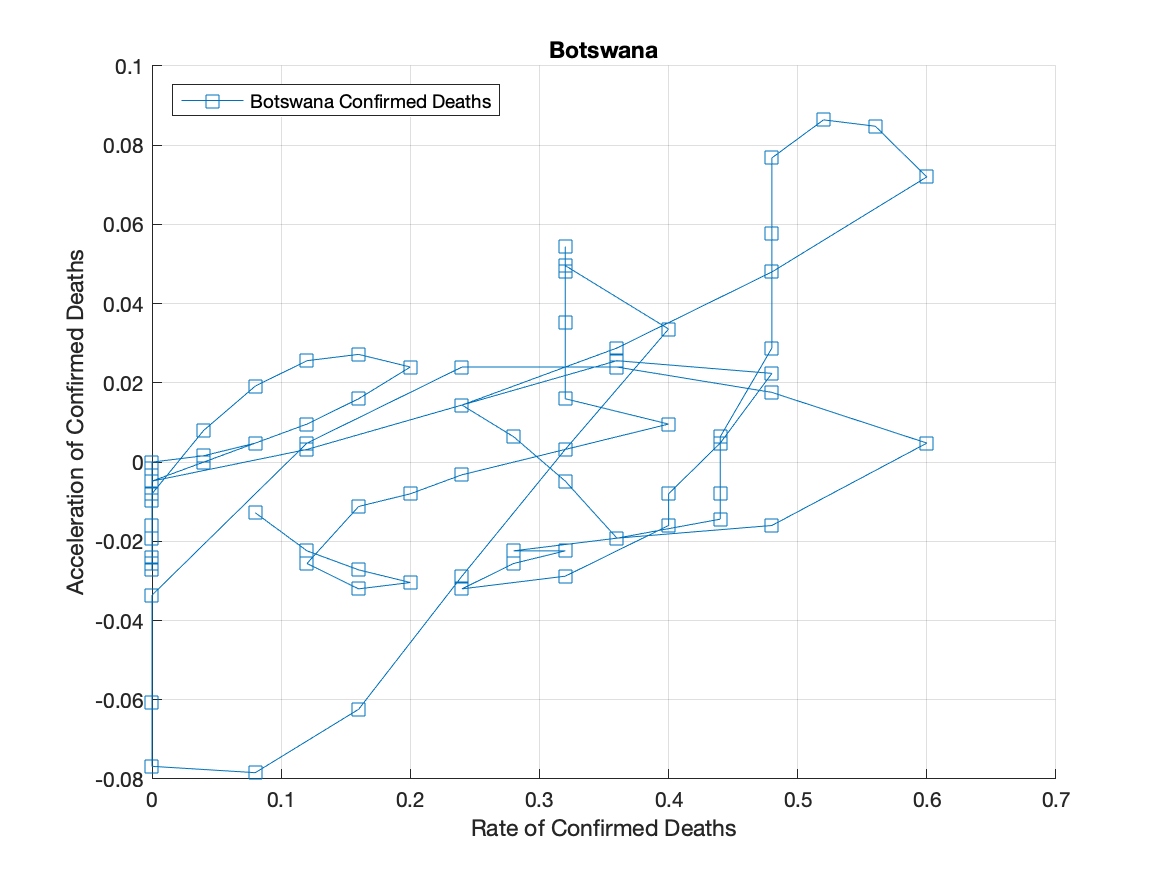 Botswana
Botswana Confirmed Deaths
0.1
0.08
0.06
0.04
0.02
0
-0.02
-0.04
-0.06
-0.08
Acceleration of Confirmed Deaths
0 0.1 0.2 0.3 0.4 0.5 0.6 0.7
Rate of Confirmed Deaths